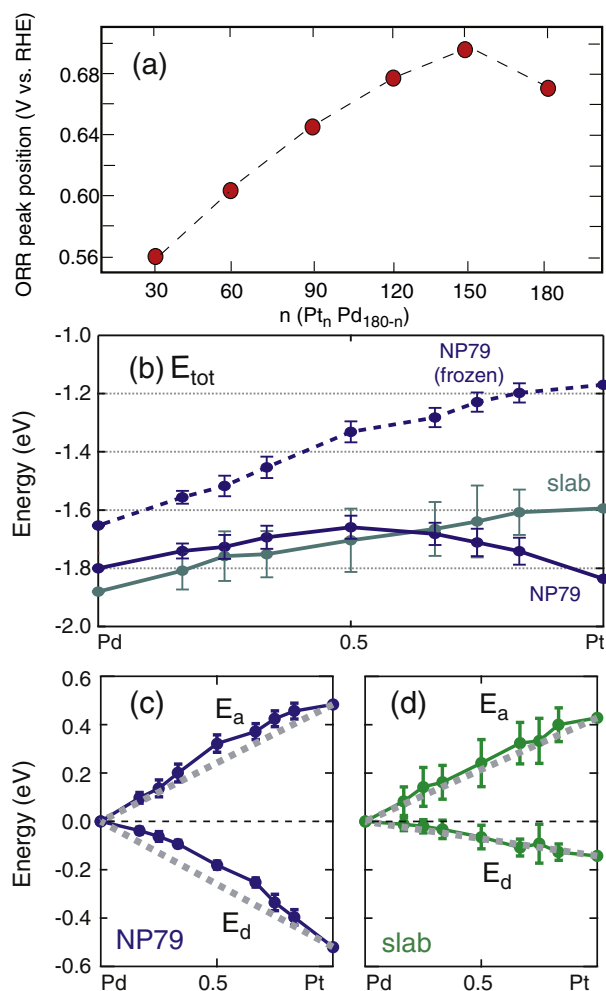 (a)
ORR peak position (V vs. RHE)
0.68
0.64
0.60
0.56
30 60 90 120 150 180
n (PtnPd180-n)
(b) Etot
Energy (eV)
-1.0
-1.2
-1.4
-1.6
-1.8
-2.0
NP79
(frozen)
slab
NP79
Pd 0.5 Pt
(c)
Energy (eV)
0.6
0.4
0.2
0.0
-0.2
-0.4
-0.6
Ea
Ed
NP79
Pd 0.5 Pt
(d)
Ea
Ed
slab
Pd 0.5 Pt